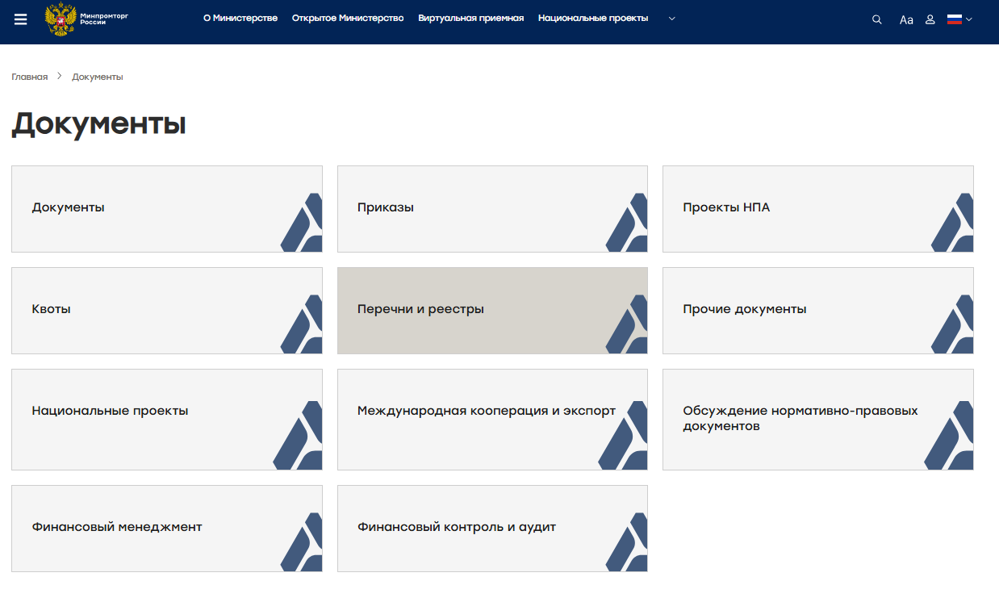 Минпромторг
России
О Министерстве
Открытое Министерство
Виртуальная приемная
Национальные проекты
Aa
Главная
Документы
Документы
Документы
Приказы
Проекты НПА
Квоты
Перечни и реестры
Прочие документы
Национальные проекты
Международная кооперация и экспорт
Обсуждение нормативно-правовых
документов
Финансовый менеджмент
Финансовый контроль и аудит